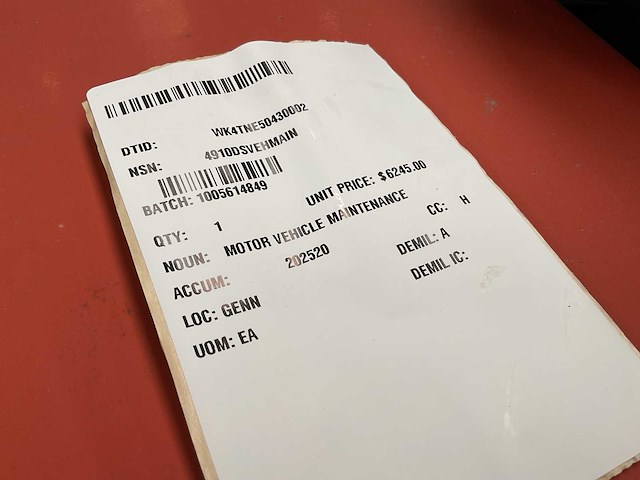 DTID: WK4TNE50430002
NSN: 4910DSVEHMAIN
BATCH: 1005614849
QTY: 1 UNIT PRICE: $6245.00
NOUN: MOTOR VEHICLE MAINTENANCE CC: H
ACCUM: 202520 DEMIL: A
LOC: GENN DEMIL IC:
UOM: EA